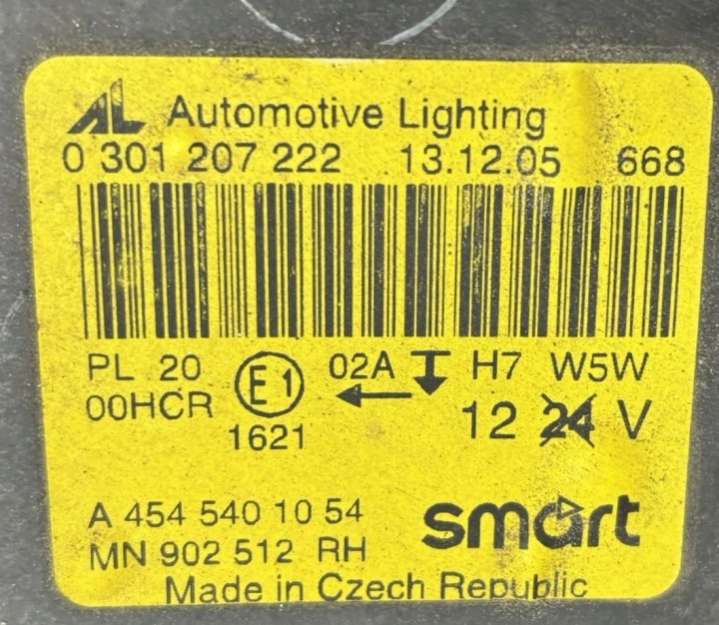 AL Automotive Lighting
0 301 207 222 13.12.05 668
PL 20 E1 02A H7 W5W
00HCR 1621 12 24 V
A 454 540 10 54 smart
MN 902 512 RH
Made in Czech Republic